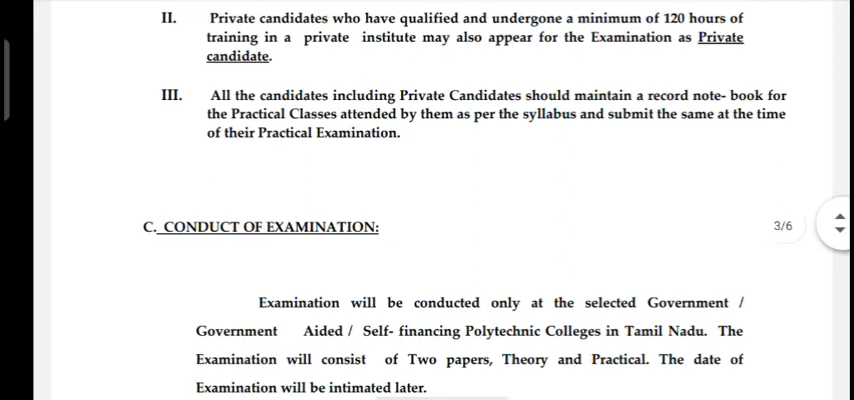 II. Private candidates who have qualified and undergone a minimum of 120 hours of
training in a private institute may also appear for the Examination as Private
candidate.
III. All the candidates including Private Candidates should maintain a record note- book for
the Practical Classes attended by them as per the syllabus and submit the same at the time
of their Practical Examination.
C. CONDUCT OF EXAMINATION:
3/6
Examination will be conducted only at the selected Government /
Government Aided / Self- financing Polytechnic Colleges in Tamil Nadu. The
Examination will consist of Two papers, Theory and Practical. The date of
Examination will be intimated later.